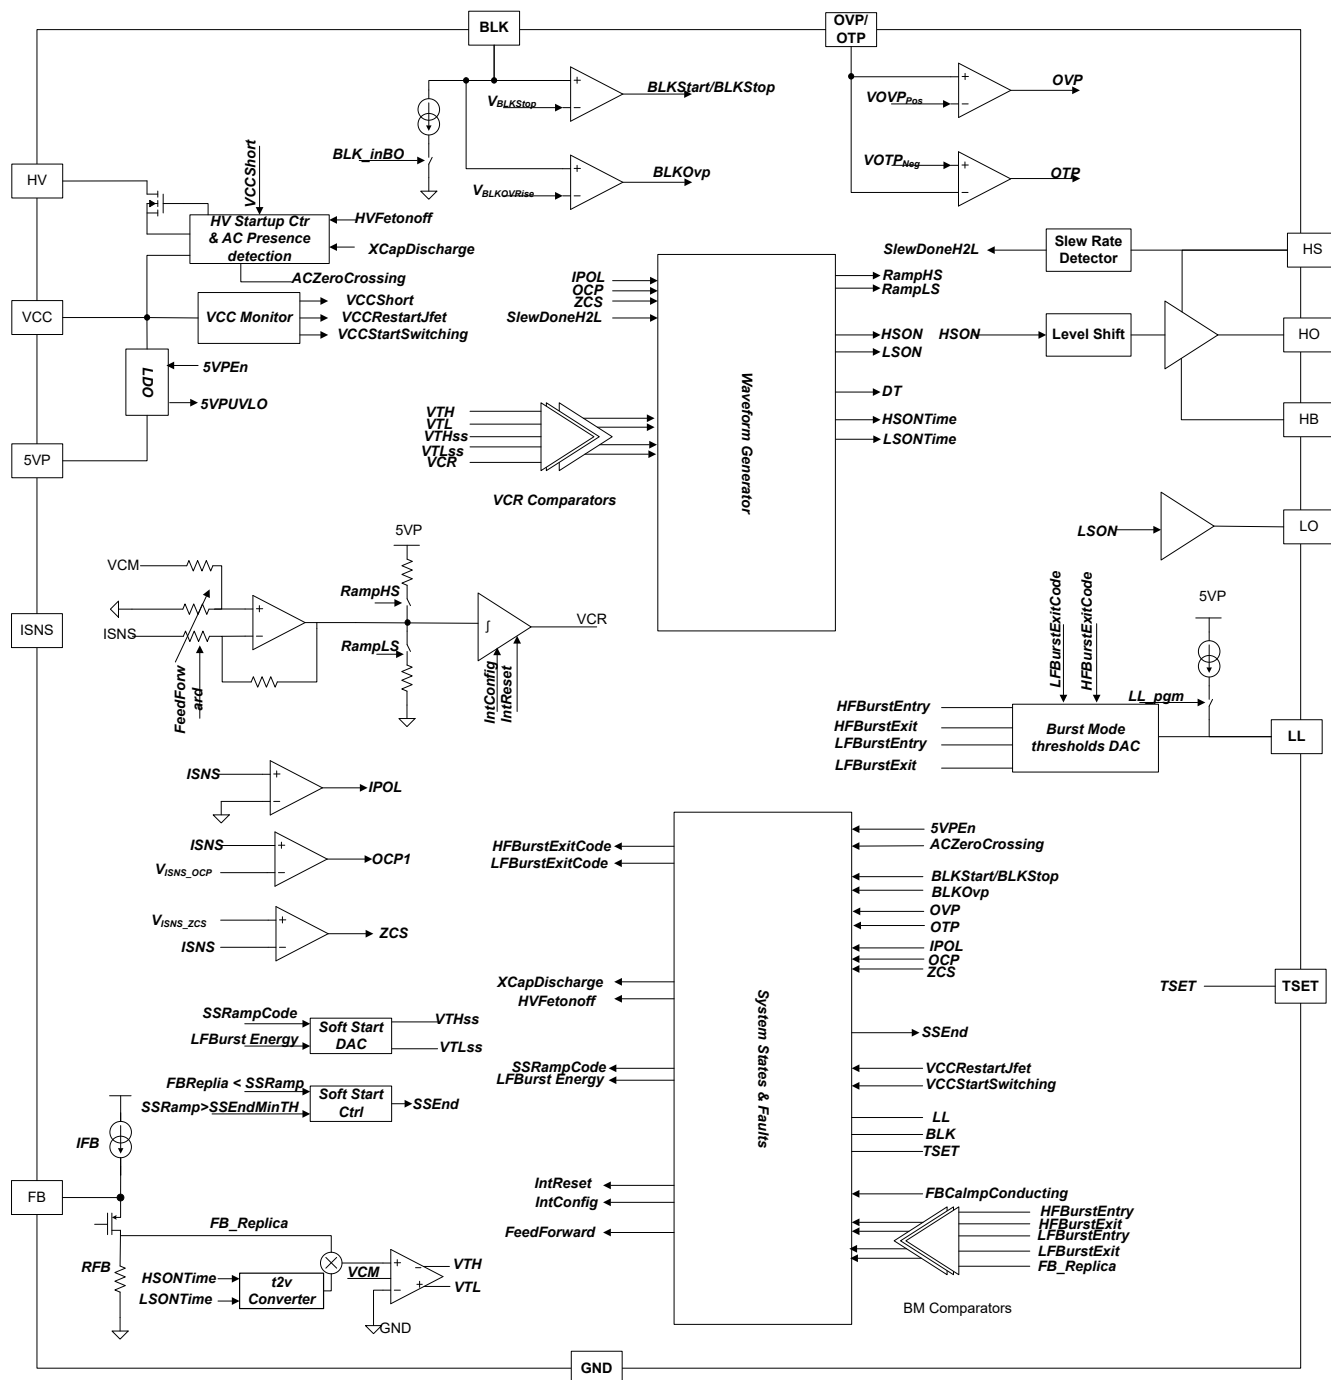 BLK
OVP/
OTP
BLKStart/BLKStop
VBLKStop
BLK_inBO
BLKOvp
VBLKOVRise
OVP
VOVPPos
VOTPNeg
OTP
HV
VCCShort
HV Startup Ctr
& AC Presence
detection
HVFetonoff
XCapDischarge
ACZeroCrossing
VCC
VCC Monitor
VCCShort
VCCRestartJfet
VCCStartSwitching
LDO
5VPEn
5VPUVLO
5VP
IPOL
OCP
ZCS
SlewDoneH2L
VTH
VTL
VTHss
VTLss
VCR
VCR Comparators
Waveform Generator
RampHS
RampLS
HSON
LSON
DT
HSONTime
LSONTime
SlewDoneH2L
Slew Rate
Detector
HS
HSON
Level Shift
HO
HB
LSON
LO
ISNS
VCM
ISNS
FeedForw
ard
5VP
RampHS
RampLS
∫
IntConfig
IntReset
VCR
LFBurstExitCode
HFBurstExitCode
5VP
LL_pgm
HFBurstEntry
HFBurstExit
LFBurstEntry
LFBurstExit
Burst Mode
thresholds DAC
LL
ISNS
IPOL
ISNS
VISNS_OCP
OCP1
VISNS_ZCS
ISNS
ZCS
SSRampCode
LFBurst Energy
Soft Start
DAC
VTHss
VTLss
FBReplia < SSRamp
SSRamp>SSEndMinTH
Soft Start
Ctrl
SSEnd
IFB
FB
FB_Replica
RFB
HSONTime
LSONTime
t2v
Converter
VCM
GND
VTH
VTL
HFBurstExitCode
LFBurstExitCode
XCapDischarge
HVFetonoff
SSRampCode
LFBurst Energy
IntReset
IntConfig
FeedForward
System States & Faults
5VPEn
ACZeroCrossing
BLKStart/BLKStop
BLKOvp
OVP
OTP
IPOL
OCP
ZCS
SSEnd
VCCRestartJfet
VCCStartSwitching
LL
BLK
TSET
FBCalmpConducting
HFBurstEntry
HFBurstExit
LFBurstEntry
LFBurstExit
FB_Replica
BM Comparators
TSET
TSET
GND